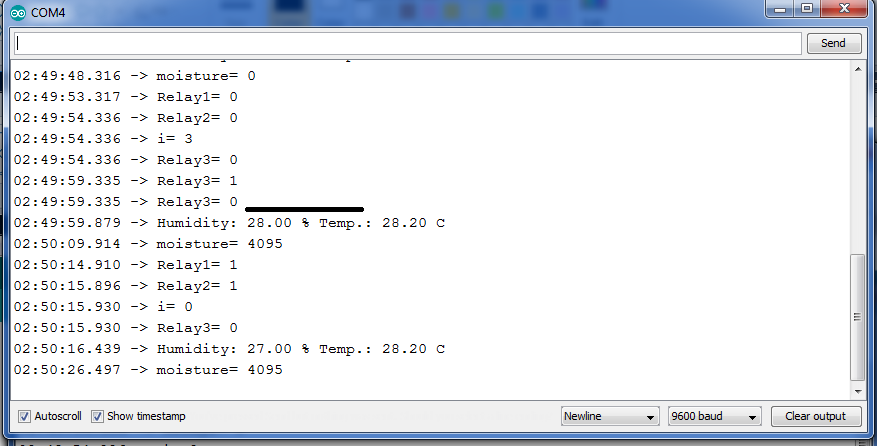 COM4
Send
02:49:48.316 -> moisture= 0
02:49:53.317 -> Relay1= 0
02:49:54.336 -> Relay2= 0
02:49:54.336 -> i= 3
02:49:54.336 -> Relay3= 0
02:49:59.335 -> Relay3= 1
02:49:59.335 -> Relay3= 0
02:49:59.879 -> Humidity: 28.00 % Temp.: 28.20 C
02:50:09.914 -> moisture= 4095
02:50:14.910 -> Relay1= 1
02:50:15.896 -> Relay2= 1
02:50:15.930 -> i= 0
02:50:15.930 -> Relay3= 0
02:50:16.439 -> Humidity: 27.00 % Temp.: 28.20 C
02:50:26.497 -> moisture= 4095
Autoscroll Show timestamp Newline 9600 baud Clear output